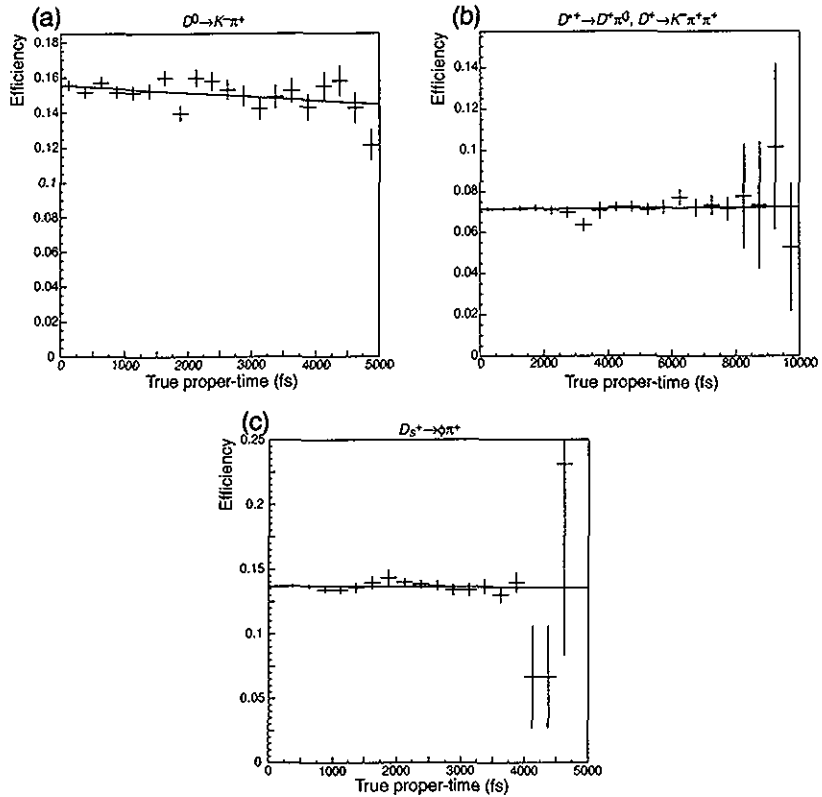 (a)
D⁰→K⁻π⁺
Efficiency
0.18
0.16
0.14
0.12
0.1
0.08
0.06
0.04
0.02
0
0 1000 2000 3000 4000 5000
True proper-time (fs)
(b)
D*⁺→D⁺π⁰, D⁺→K⁻π⁺π⁺
Efficiency
0.14
0.12
0.1
0.08
0.06
0.04
0.02
0
0 2000 4000 6000 8000 10000
True proper-time (fs)
(c)
Dₛ⁺→ϕπ⁺
Efficiency
0.25
0.2
0.15
0.1
0.05
0
0 1000 2000 3000 4000 5000
True proper-time (fs)